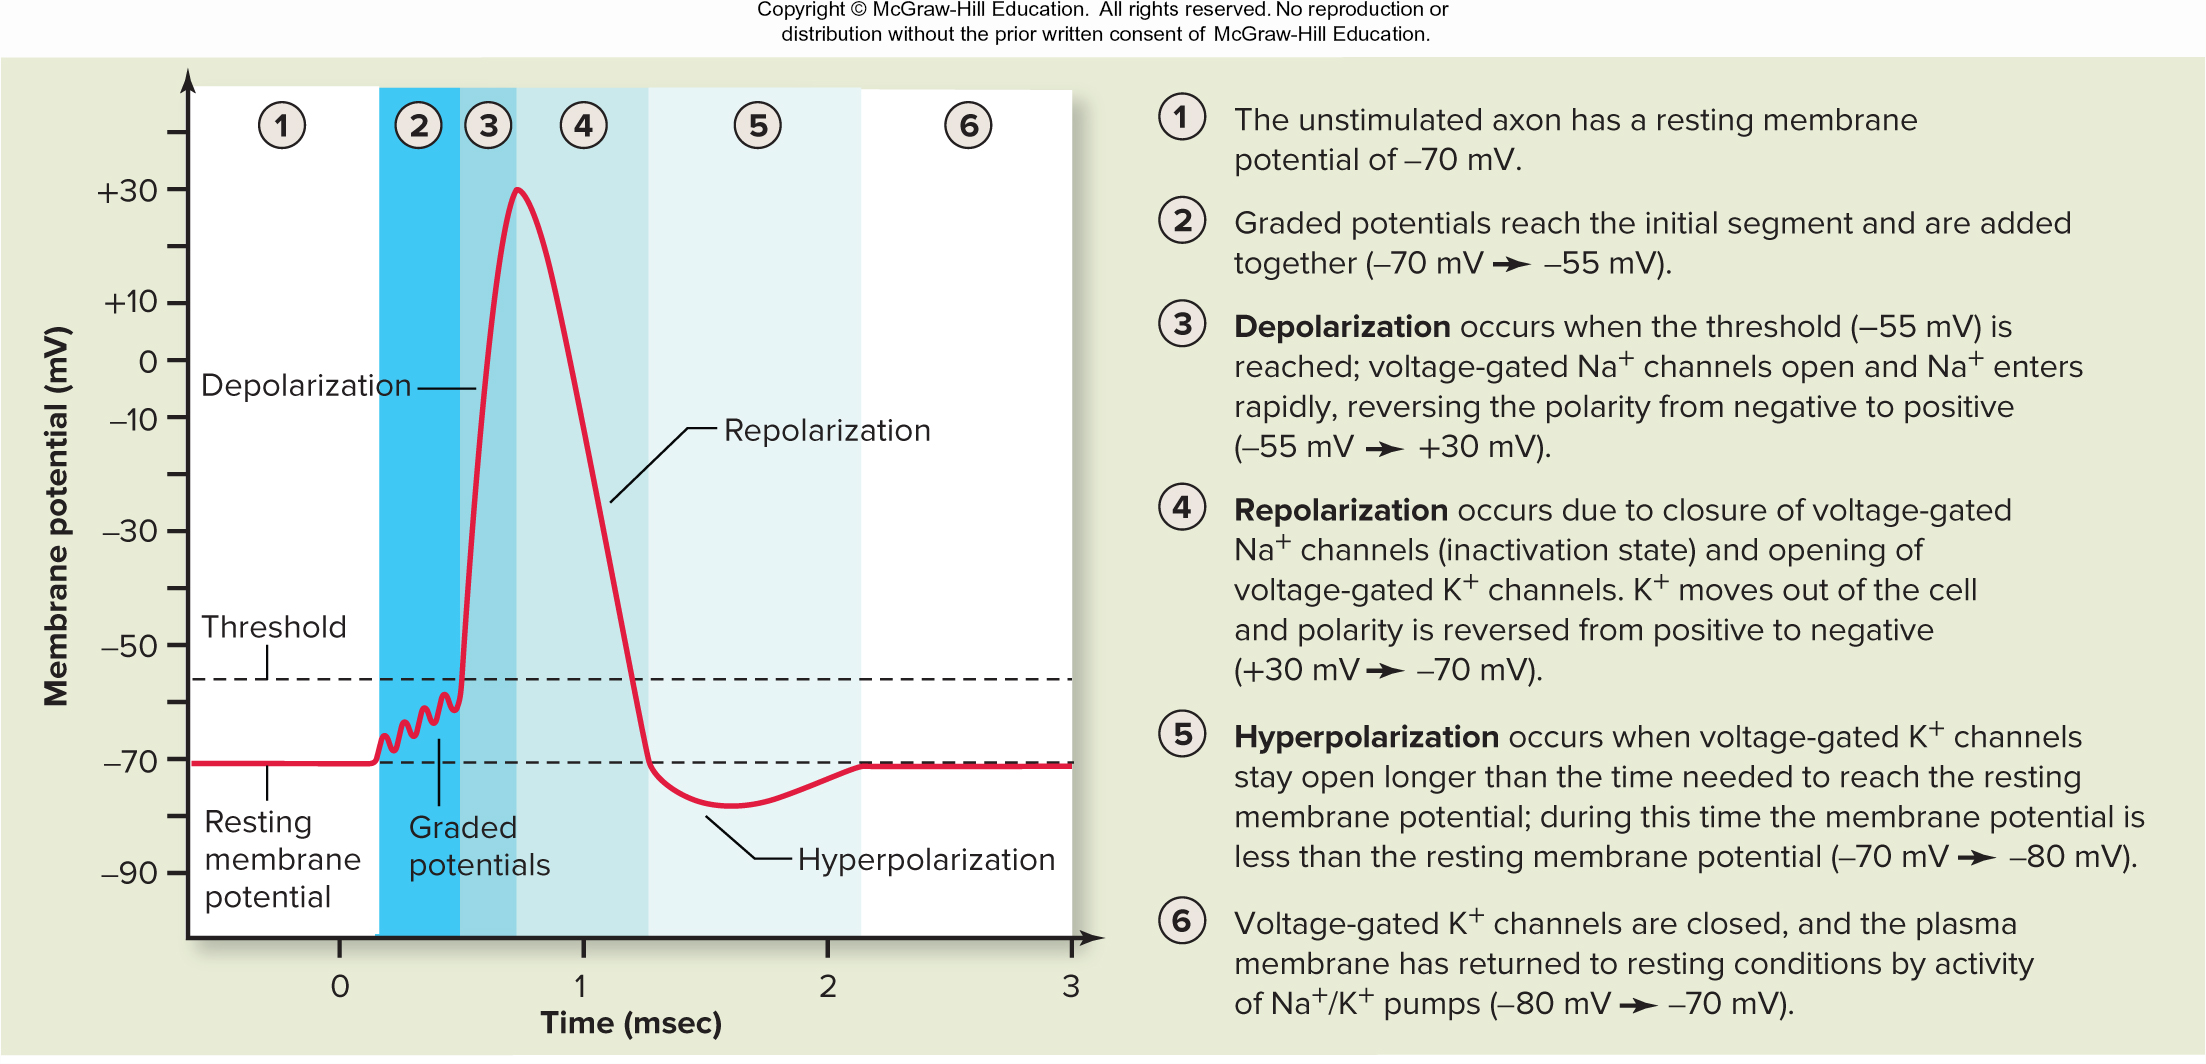 Copyright © McGraw-Hill Education. All rights reserved. No reproduction or
distribution without the prior written consent of McGraw-Hill Education.
1 2 3 4 5 6
+30
+10
0
–10
–30
–50
–70
–90
Membrane potential (mV)
Depolarization
Repolarization
Threshold
Resting
membrane
potential
Graded
potentials
Hyperpolarization
0 1 2 3
Time (msec)
1 The unstimulated axon has a resting membrane
potential of –70 mV.
2 Graded potentials reach the initial segment and are added
together (–70 mV → –55 mV).
3 Depolarization occurs when the threshold (–55 mV) is
reached; voltage-gated Na⁺ channels open and Na⁺ enters
rapidly, reversing the polarity from negative to positive
(–55 mV → +30 mV).
4 Repolarization occurs due to closure of voltage-gated
Na⁺ channels (inactivation state) and opening of
voltage-gated K⁺ channels. K⁺ moves out of the cell
and polarity is reversed from positive to negative
(+30 mV → –70 mV).
5 Hyperpolarization occurs when voltage-gated K⁺ channels
stay open longer than the time needed to reach the resting
membrane potential; during this time the membrane potential is
less than the resting membrane potential (–70 mV → –80 mV).
6 Voltage-gated K⁺ channels are closed, and the plasma
membrane has returned to resting conditions by activity
of Na⁺/K⁺ pumps (–80 mV → –70 mV).